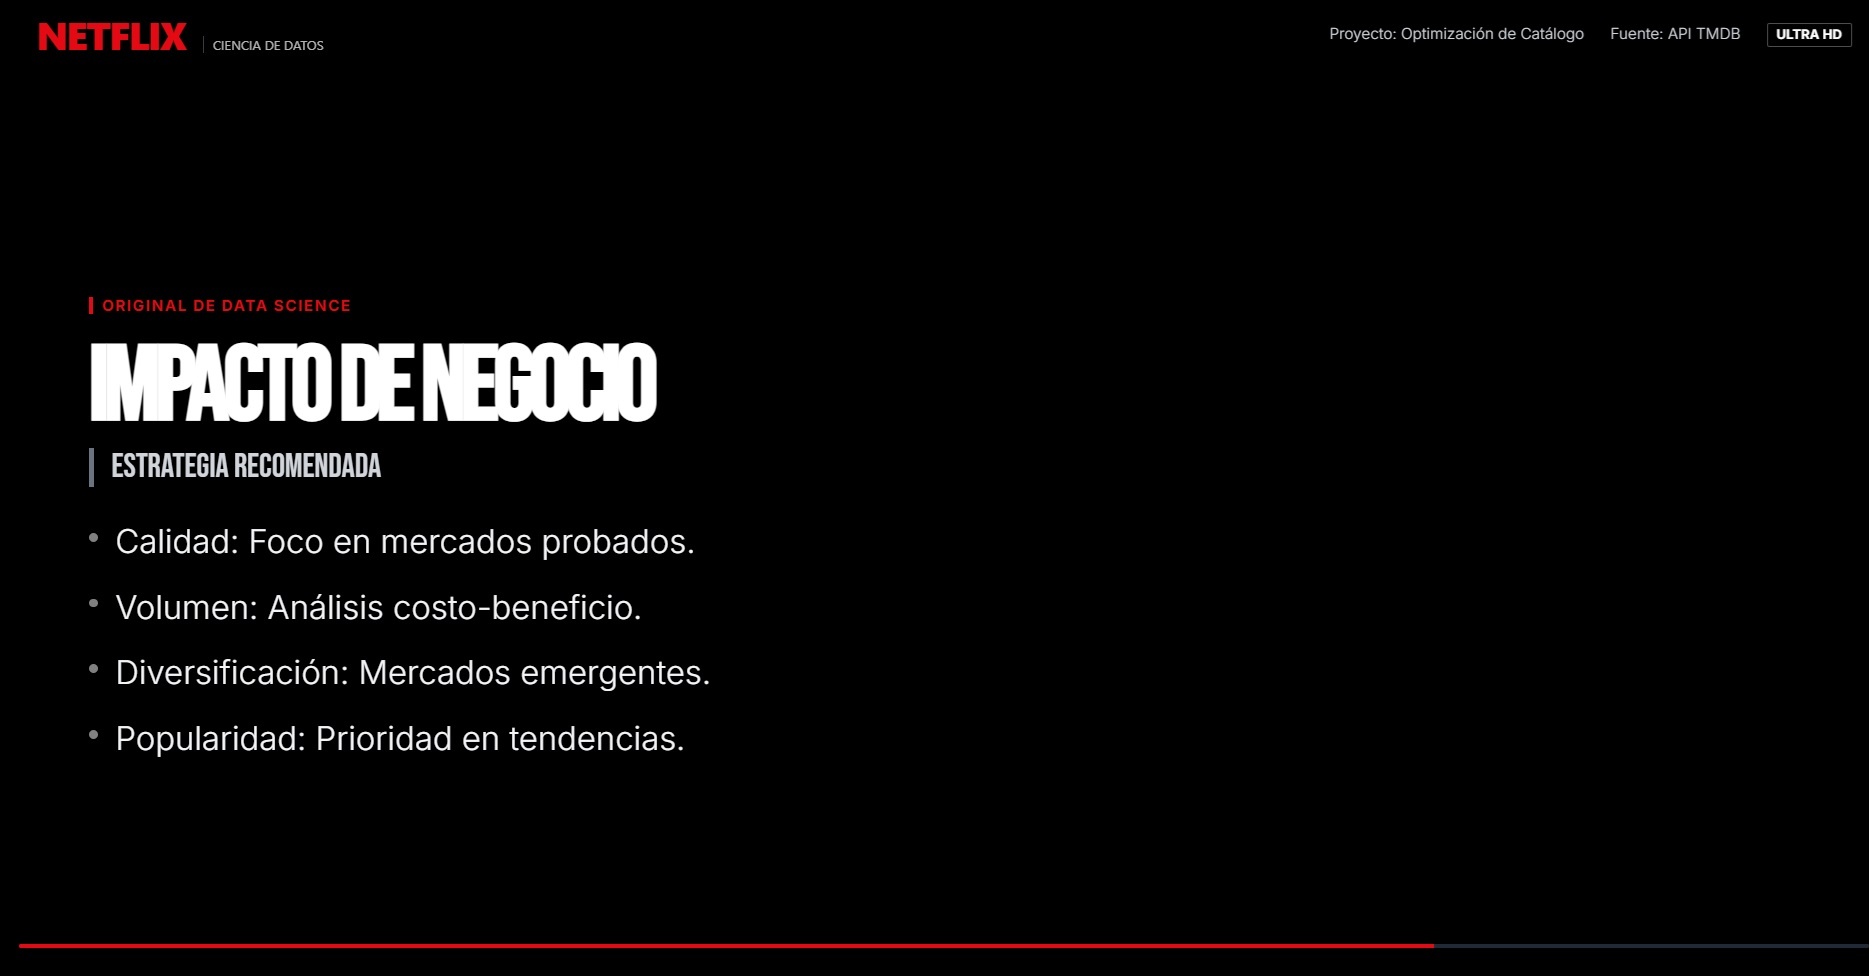 NETFLIX
CIENCIA DE DATOS
Proyecto: Optimización de Catálogo
Fuente: API TMDB
ULTRA HD
ORIGINAL DE DATA SCIENCE
IMPACTO DE NEGOCIO
ESTRATEGIA RECOMENDADA
• Calidad: Foco en mercados probados.
• Volumen: Análisis costo-beneficio.
• Diversificación: Mercados emergentes.
• Popularidad: Prioridad en tendencias.